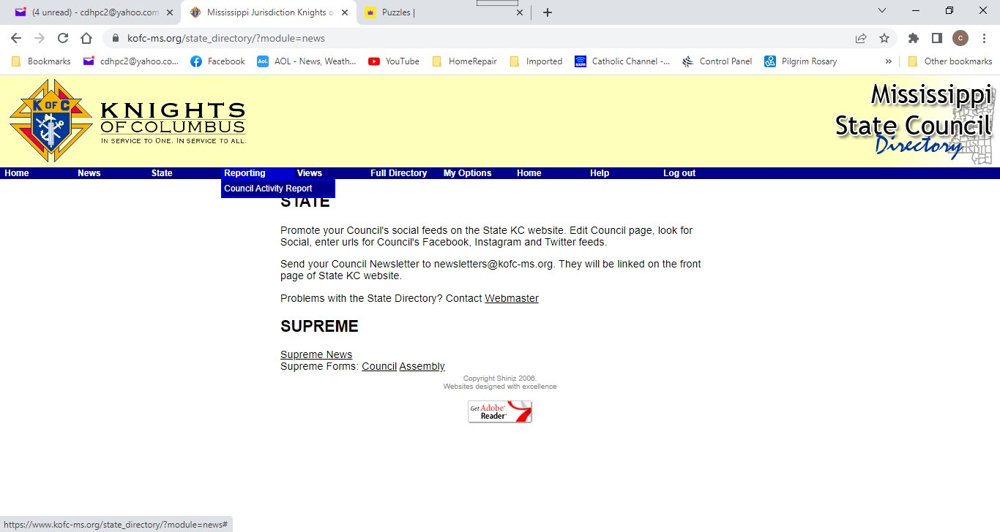 (4 unread) - cdhpc2@yahoo.com
Mississippi Jurisdiction Knights o
Puzzles |
kofc-ms.org/state_directory/?module=news
C
Bookmarks
cdhpc2@yahoo.co...
Facebook
Aol.
AOL - News, Weath...
YouTube
HomeRepair
Imported
sxm
Catholic Channel -...
Control Panel
Pilgrim Rosary
»
Other bookmarks
K OF C
KNIGHTS
OF COLUMBUS
IN SERVICE TO ONE. IN SERVICE TO ALL.
Mississippi
State Council
Directory
Home News State Reporting Views Full Directory My Options Home Help Log out
Council Activity Report
STATE
Promote your Council's social feeds on the State KC website. Edit Council page, look for
Social, enter urls for Council's Facebook, Instagram and Twitter feeds.
Send your Council Newsletter to newsletters@kofc-ms.org. They will be linked on the front
page of State KC website.
Problems with the State Directory? Contact Webmaster
SUPREME
Supreme News
Supreme Forms: Council Assembly
Copyright Shiniz 2006.
Websites designed with excellence
Get Adobe®
Reader®
https://www.kofc-ms.org/state_directory/?module=news#